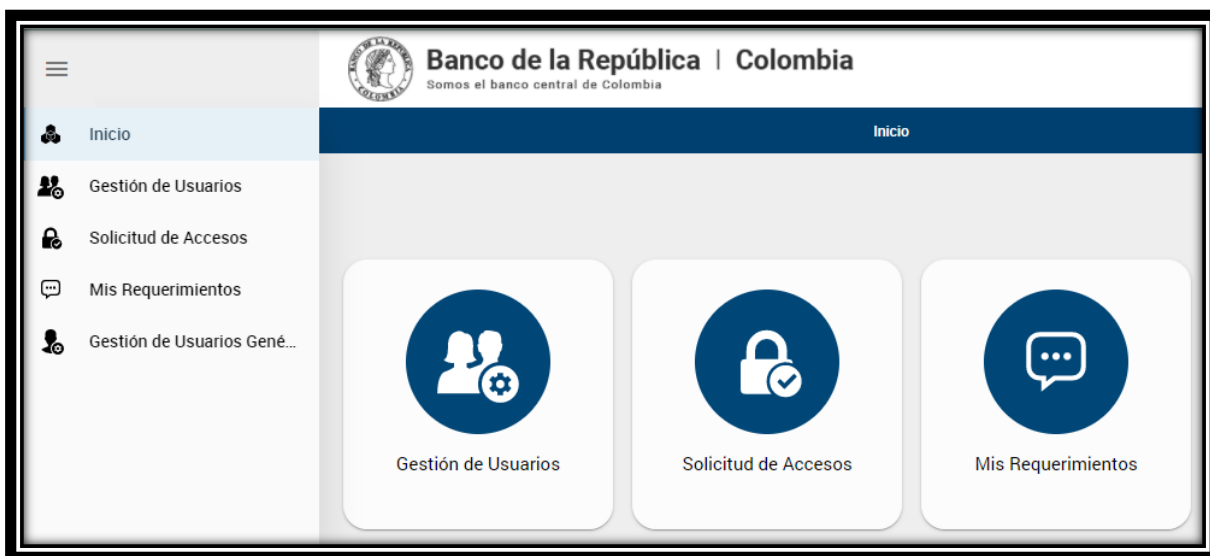 Banco de la República | Colombia
Somos el banco central de Colombia
Inicio
Gestión de Usuarios
Solicitud de Accesos
Mis Requerimientos
Gestión de Usuarios Gené...
Inicio
Gestión de Usuarios
Solicitud de Accesos
Mis Requerimientos